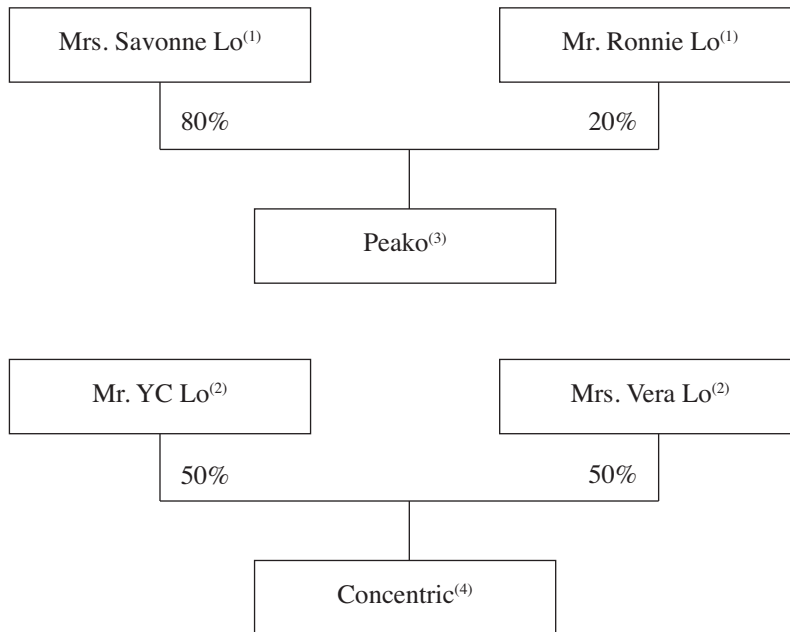 Mrs. Savonne Lo(1)
Mr. Ronnie Lo(1)
80%
20%
Peako(3)
Mr. YC Lo(2)
Mrs. Vera Lo(2)
50%
50%
Concentric(4)